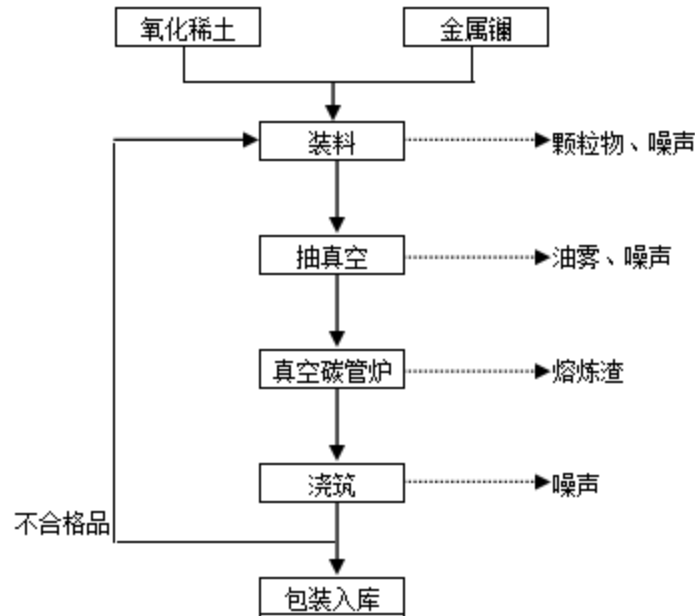 氧化稀土
金属镧
装料
颗粒物、噪声
抽真空
油雾、噪声
真空碳管炉
熔炼渣
浇筑
噪声
不合格品
包装入库